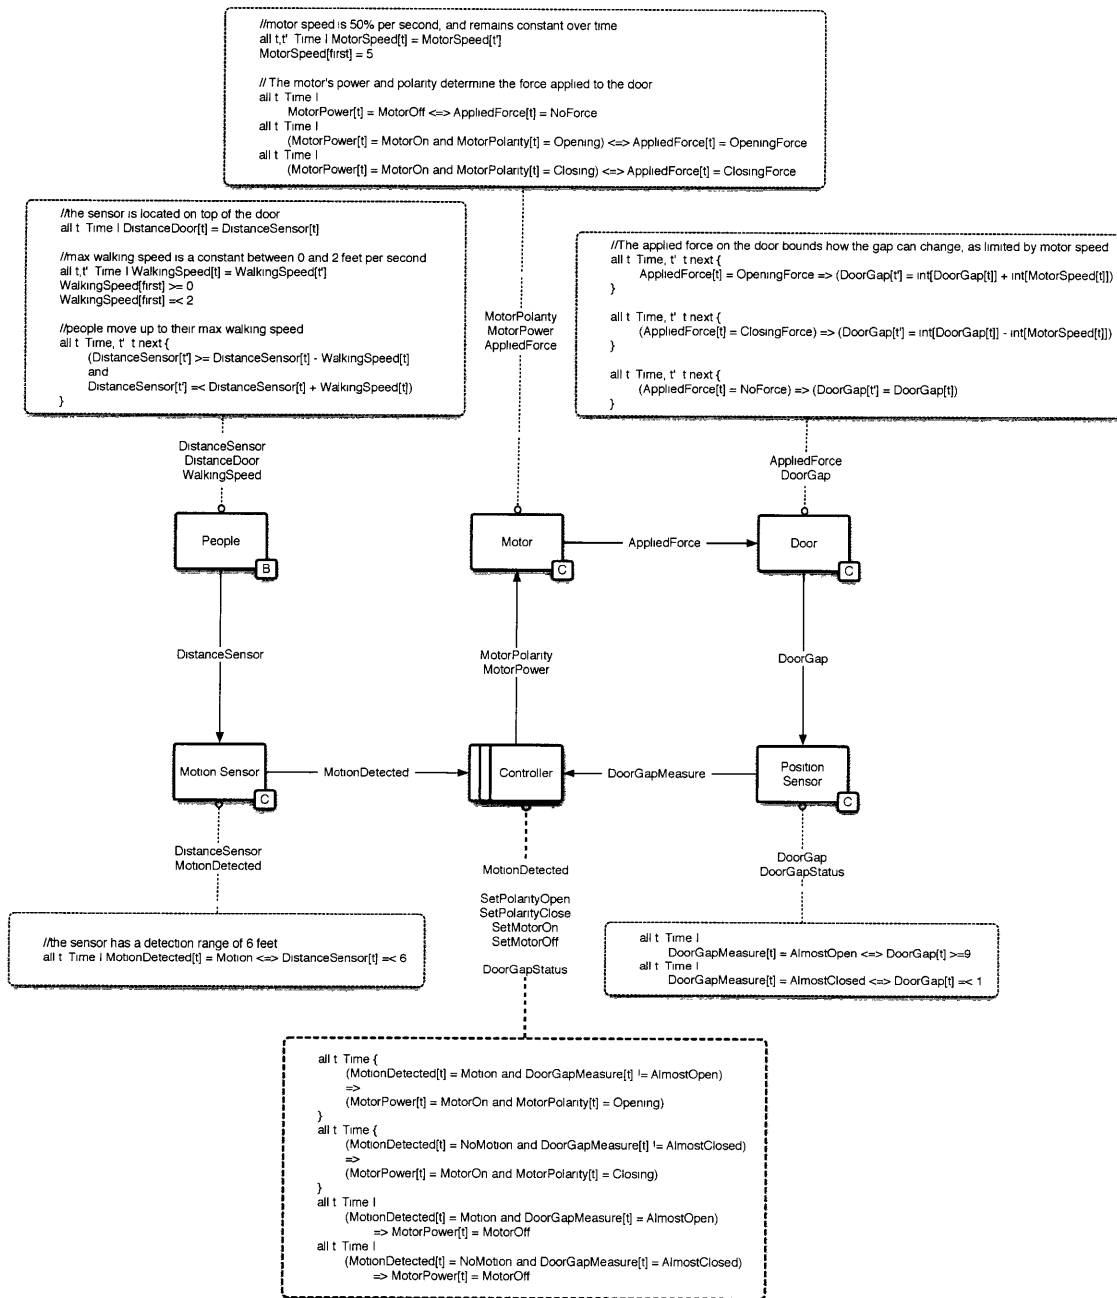 //motor speed is 50% per second, and remains constant over time
all t,t' Time | MotorSpeed[t] = MotorSpeed[t']
MotorSpeed[first] = 5
// The motor's power and polarity determine the force applied to the door
all t Time |
MotorPower[t] = MotorOff <=> AppliedForce[t] = NoForce
all t Time |
(MotorPower[t] = MotorOn and MotorPolarity[t] = Opening) <=> AppliedForce[t] = OpeningForce
all t Time |
(MotorPower[t] = MotorOn and MotorPolarity[t] = Closing) <=> AppliedForce[t] = ClosingForce
//the sensor is located on top of the door
all t Time | DistanceDoor[t] = DistanceSensor[t]
//max walking speed is a constant between 0 and 2 feet per second
all t,t' Time | WalkingSpeed[t] = WalkingSpeed[t']
WalkingSpeed[first] >= 0
WalkingSpeed[first] =< 2
//people move up to their max walking speed
all t Time, t' t next {
(DistanceSensor[t'] >= DistanceSensor[t] - WalkingSpeed[t]
and
DistanceSensor[t'] =< DistanceSensor[t] + WalkingSpeed[t])
}
//The applied force on the door bounds how the gap can change, as limited by motor speed
all t Time, t' t next {
AppliedForce[t] = OpeningForce => (DoorGap[t'] = int[DoorGap[t]] + int[MotorSpeed[t]])
}
all t Time, t' t next {
(AppliedForce[t] = ClosingForce) => (DoorGap[t'] = int[DoorGap[t]] - int[MotorSpeed[t]])
}
all t Time, t' t next {
(AppliedForce[t] = NoForce) => (DoorGap[t'] = DoorGap[t])
}
MotorPolarity
MotorPower
AppliedForce
DistanceSensor
DistanceDoor
WalkingSpeed
AppliedForce
DoorGap
People
B
Motor
C
AppliedForce
Door
C
DistanceSensor
MotorPolarity
MotorPower
DoorGap
Motion Sensor
C
MotionDetected
Controller
DoorGapMeasure
Position
Sensor
C
DistanceSensor
MotionDetected
MotionDetected
SetPolarityOpen
SetPolarityClose
SetMotorOn
SetMotorOff
DoorGapStatus
DoorGap
DoorGapStatus
//the sensor has a detection range of 6 feet
all t Time | MotionDetected[t] = Motion <=> DistanceSensor[t] =< 6
all t Time |
DoorGapMeasure[t] = AlmostOpen <=> DoorGap[t] >=9
all t Time |
DoorGapMeasure[t] = AlmostClosed <=> DoorGap[t] =< 1
all t Time {
(MotionDetected[t] = Motion and DoorGapMeasure[t] != AlmostOpen)
=>
(MotorPower[t] = MotorOn and MotorPolarity[t] = Opening)
}
all t Time {
(MotionDetected[t] = NoMotion and DoorGapMeasure[t] != AlmostClosed)
=>
(MotorPower[t] = MotorOn and MotorPolarity[t] = Closing)
}
all t Time |
(MotionDetected[t] = Motion and DoorGapMeasure[t] = AlmostOpen)
=> MotorPower[t] = MotorOff
all t Time |
(MotionDetected[t] = NoMotion and DoorGapMeasure[t] = AlmostClosed)
=> MotorPower[t] = MotorOff